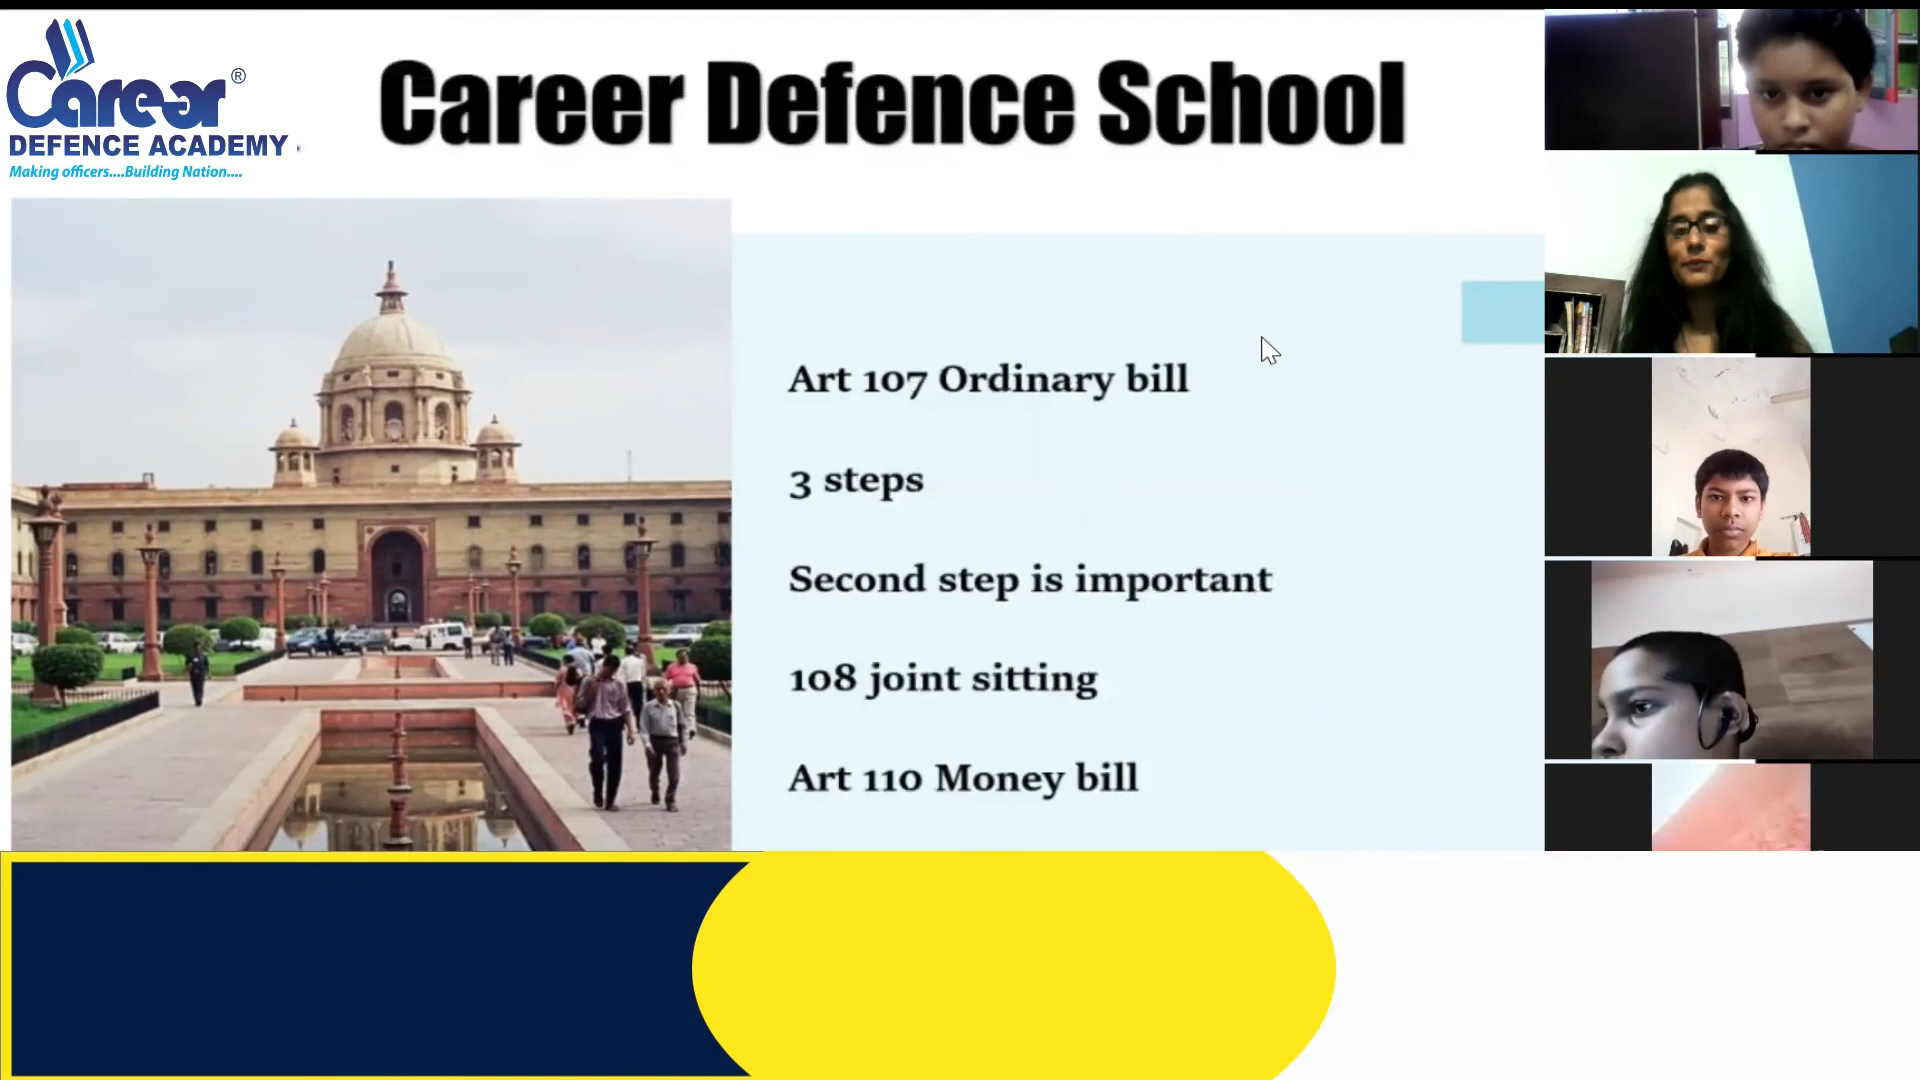 Career®
DEFENCE ACADEMY
Making officers....Building Nation....
Career Defence School
Art 107 Ordinary bill
3 steps
Second step is important
108 joint sitting
Art 110 Money bill